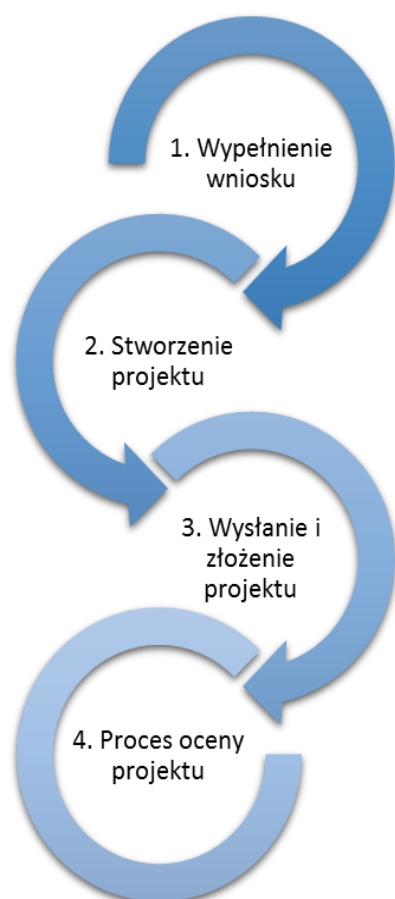 1. Wypełnienie
wniosku
2. Stworzenie
projektu
3. Wysłanie i
złożenie
projektu
4. Proces oceny
projektu